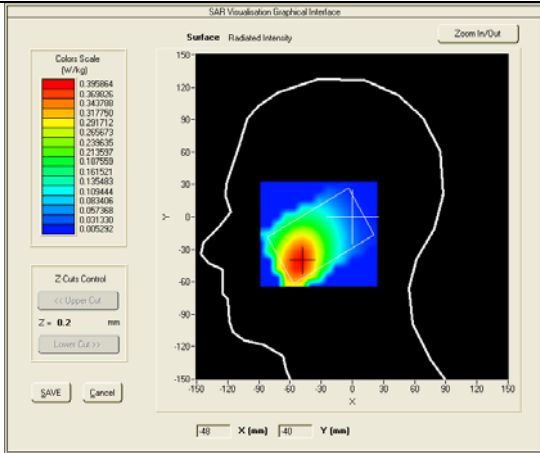 SAR Visualisation Graphical Interface
Surface Radiated Intensity
Zoom In/Out
Colors Scale
(W/kg)
0.395864
0.369826
0.343788
0.317750
0.291712
0.265673
0.239635
0.213597
0.187559
0.161521
0.135483
0.109444
0.083406
0.057368
0.031330
0.005292
Z Cuts Control
<< Upper Cut
Z = 0.2 mm
Lower Cut >>
SAVE Cancel
150-
120-
90-
60-
30-
0-
-30-
-60-
-90-
-120-
-150-
Y
-150 -120 -90 -60 -30 0 30 60 90 120 150
X
-48 X (mm) -40 Y (mm)